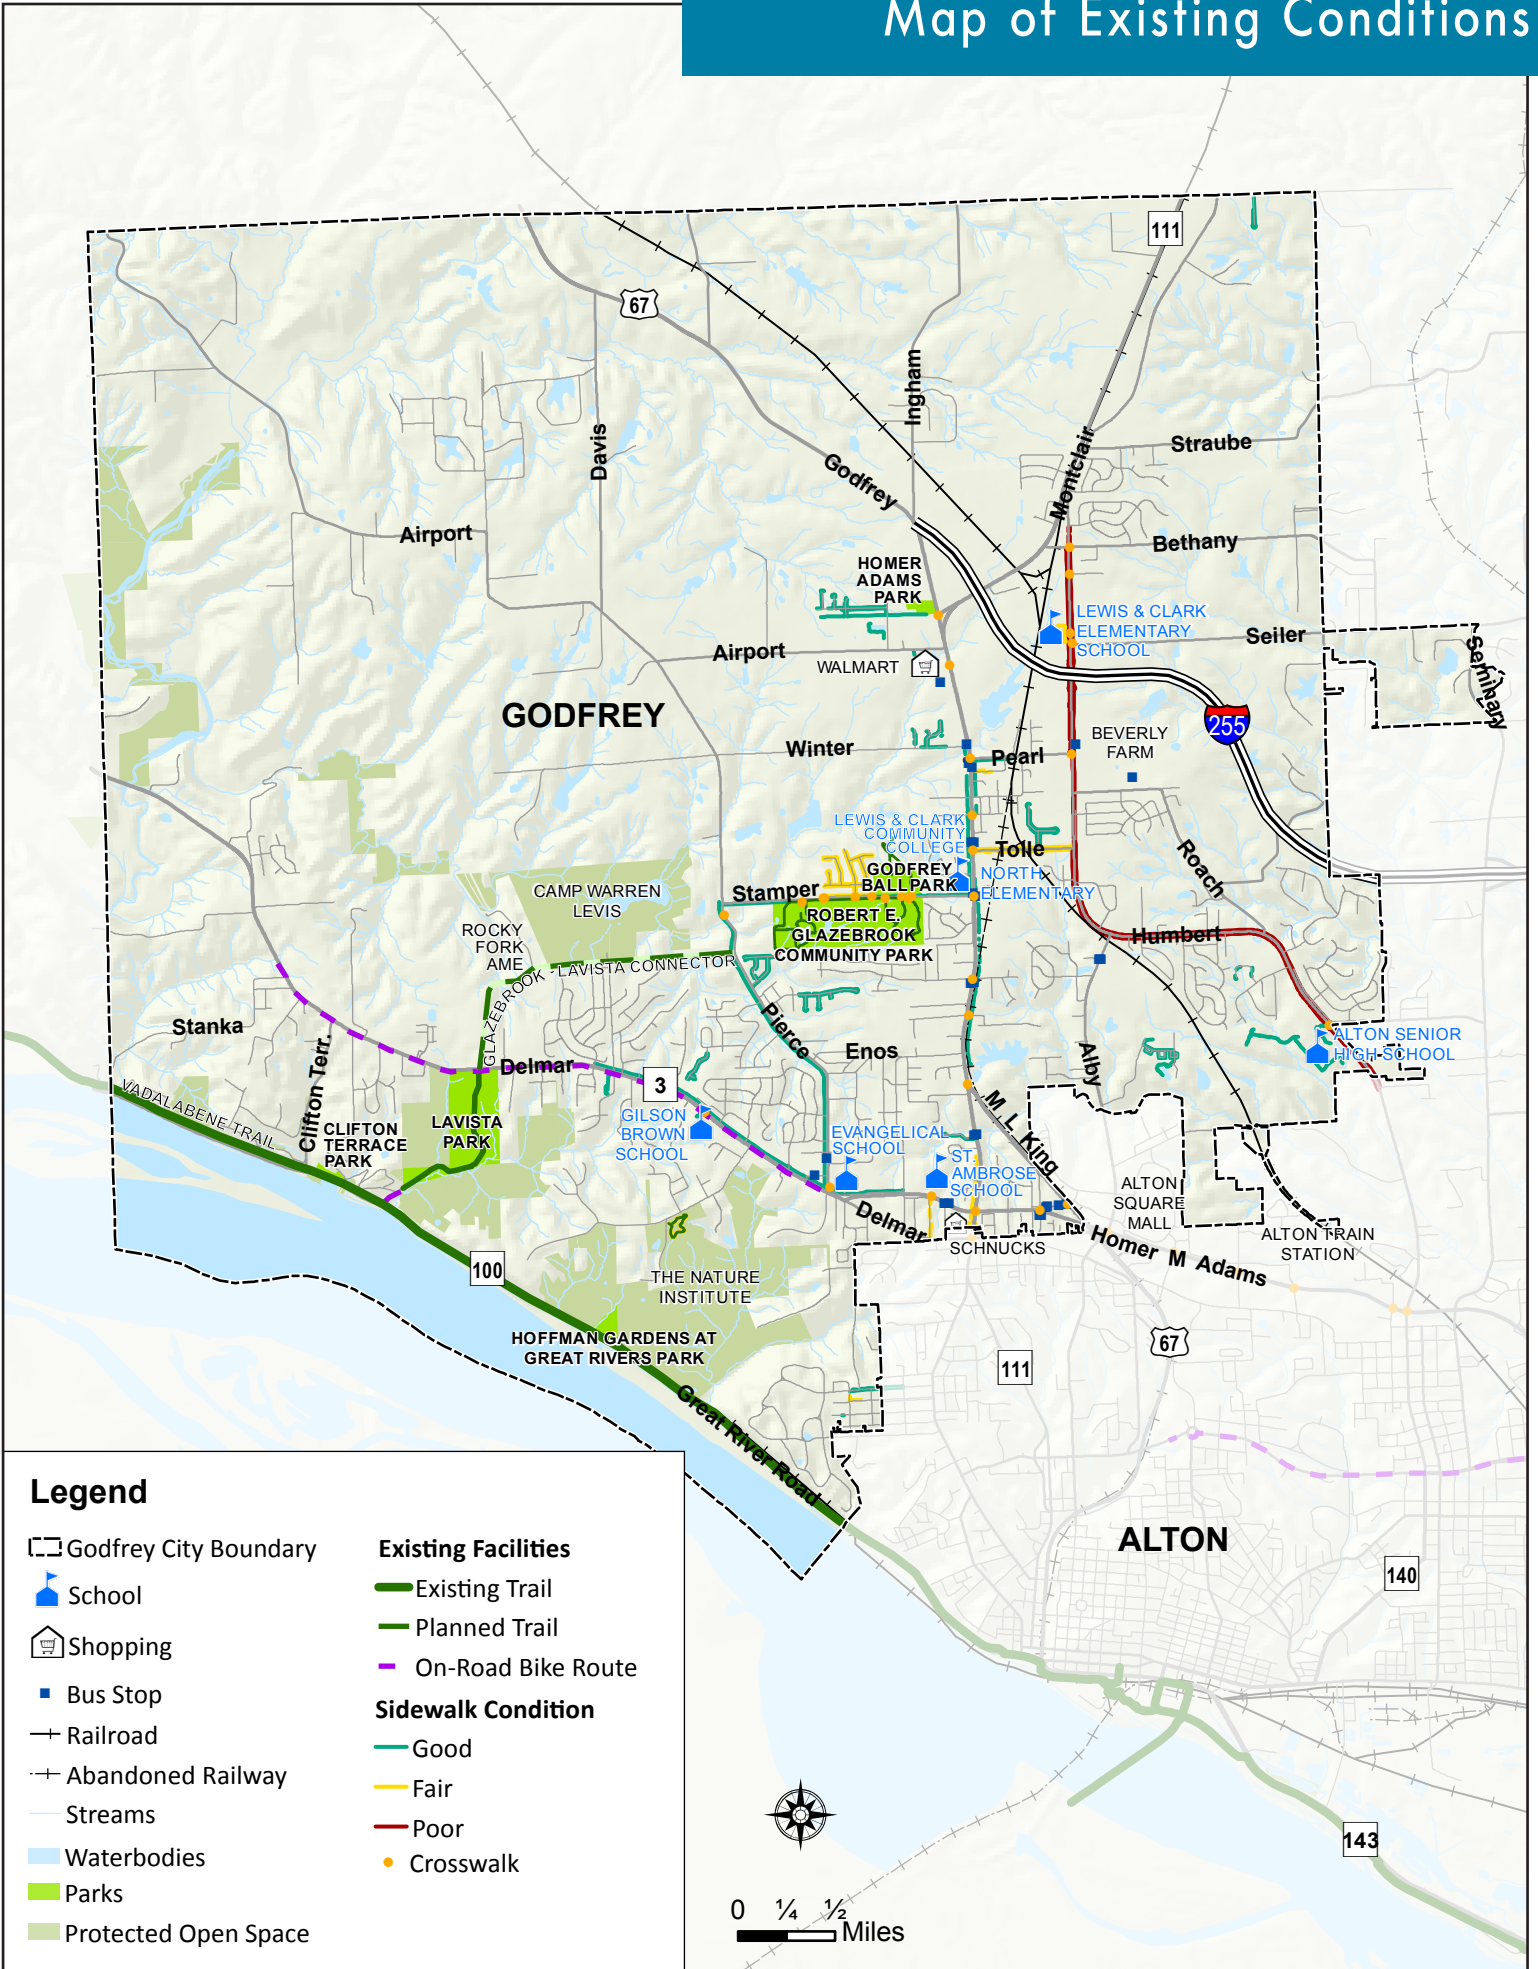 Map of Existing Conditions
111
67
Ingham
Davis
Godfrey
Montclair
Straube
Airport
Bethany
HOMER
ADAMS
PARK
LEWIS & CLARK
ELEMENTARY
SCHOOL
Seiler
Seminary
Airport
WALMART
GODFREY
255
BEVERLY
FARM
Winter
Pearl
LEWIS & CLARK
COMMUNITY
COLLEGE
Tolle
Roach
GODFREY
BALLPARK
NORTH
ELEMENTARY
CAMP WARREN
LEVIS
Stamper
ROBERT E.
GLAZEBROOK
COMMUNITY PARK
ROCKY
FORK
AME
Humbert
GLAZEBROOK - LAVISTA CONNECTOR
Stanka
Pierce
Clifton Terr.
Delmar
Enos
Alby
ALTON SENIOR
HIGH SCHOOL
3
VADALABENE TRAIL
M L King
GILSON
BROWN
SCHOOL
LAVISTA
PARK
CLIFTON
TERRACE
PARK
EVANGELICAL
SCHOOL
ST.
AMBROSE
SCHOOL
ALTON
SQUARE
MALL
Delmar
SCHNUCKS
Homer M Adams
ALTON TRAIN
STATION
100
THE NATURE
INSTITUTE
HOFFMAN GARDENS AT
GREAT RIVERS PARK
67
111
Great River Road
ALTON
140
143
Legend
Godfrey City Boundary
School
Shopping
Bus Stop
Railroad
Abandoned Railway
Streams
Waterbodies
Parks
Protected Open Space
Existing Facilities
Existing Trail
Planned Trail
On-Road Bike Route
Sidewalk Condition
Good
Fair
Poor
Crosswalk
0 ¼ ½
Miles